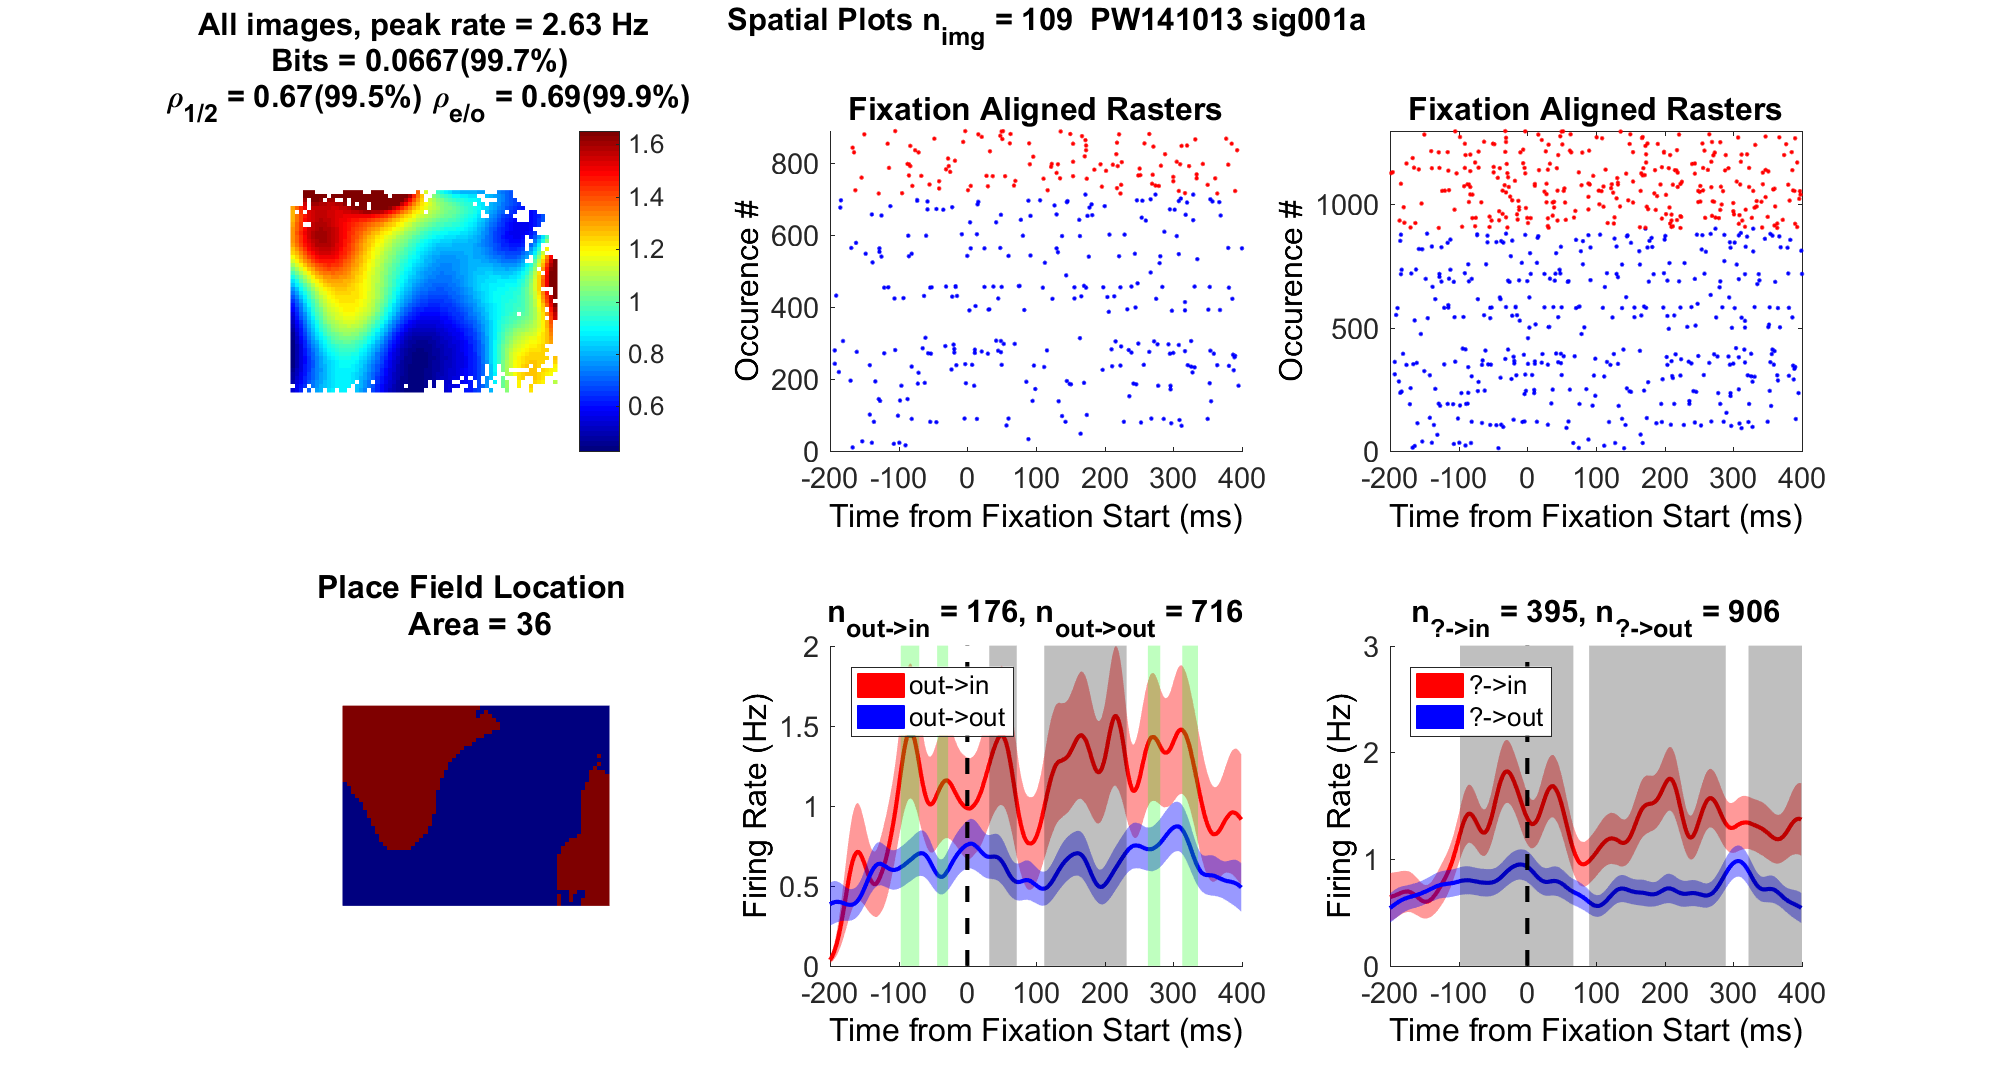 Spatial Plots n_img = 109  PW141013 sig001a
All images, peak rate = 2.63 Hz
Bits = 0.0667(99.7%)
ρ_1/2 = 0.67(99.5%) ρ_e/o = 0.69(99.9%)
1.6
1.4
1.2
1
0.8
0.6
Fixation Aligned Rasters
Occurence #
800
600
400
200
0
-200 -100 0 100 200 300 400
Time from Fixation Start (ms)
Fixation Aligned Rasters
Occurence #
1000
500
0
-200 -100 0 100 200 300 400
Time from Fixation Start (ms)
Place Field Location
Area = 36
n_out->in = 176, n_out->out = 716
Firing Rate (Hz)
2
1.5
1
0.5
0
out->in
out->out
-200 -100 0 100 200 300 400
Time from Fixation Start (ms)
n_?->in = 395, n_?->out = 906
Firing Rate (Hz)
3
2
1
0
?->in
?->out
-200 -100 0 100 200 300 400
Time from Fixation Start (ms)